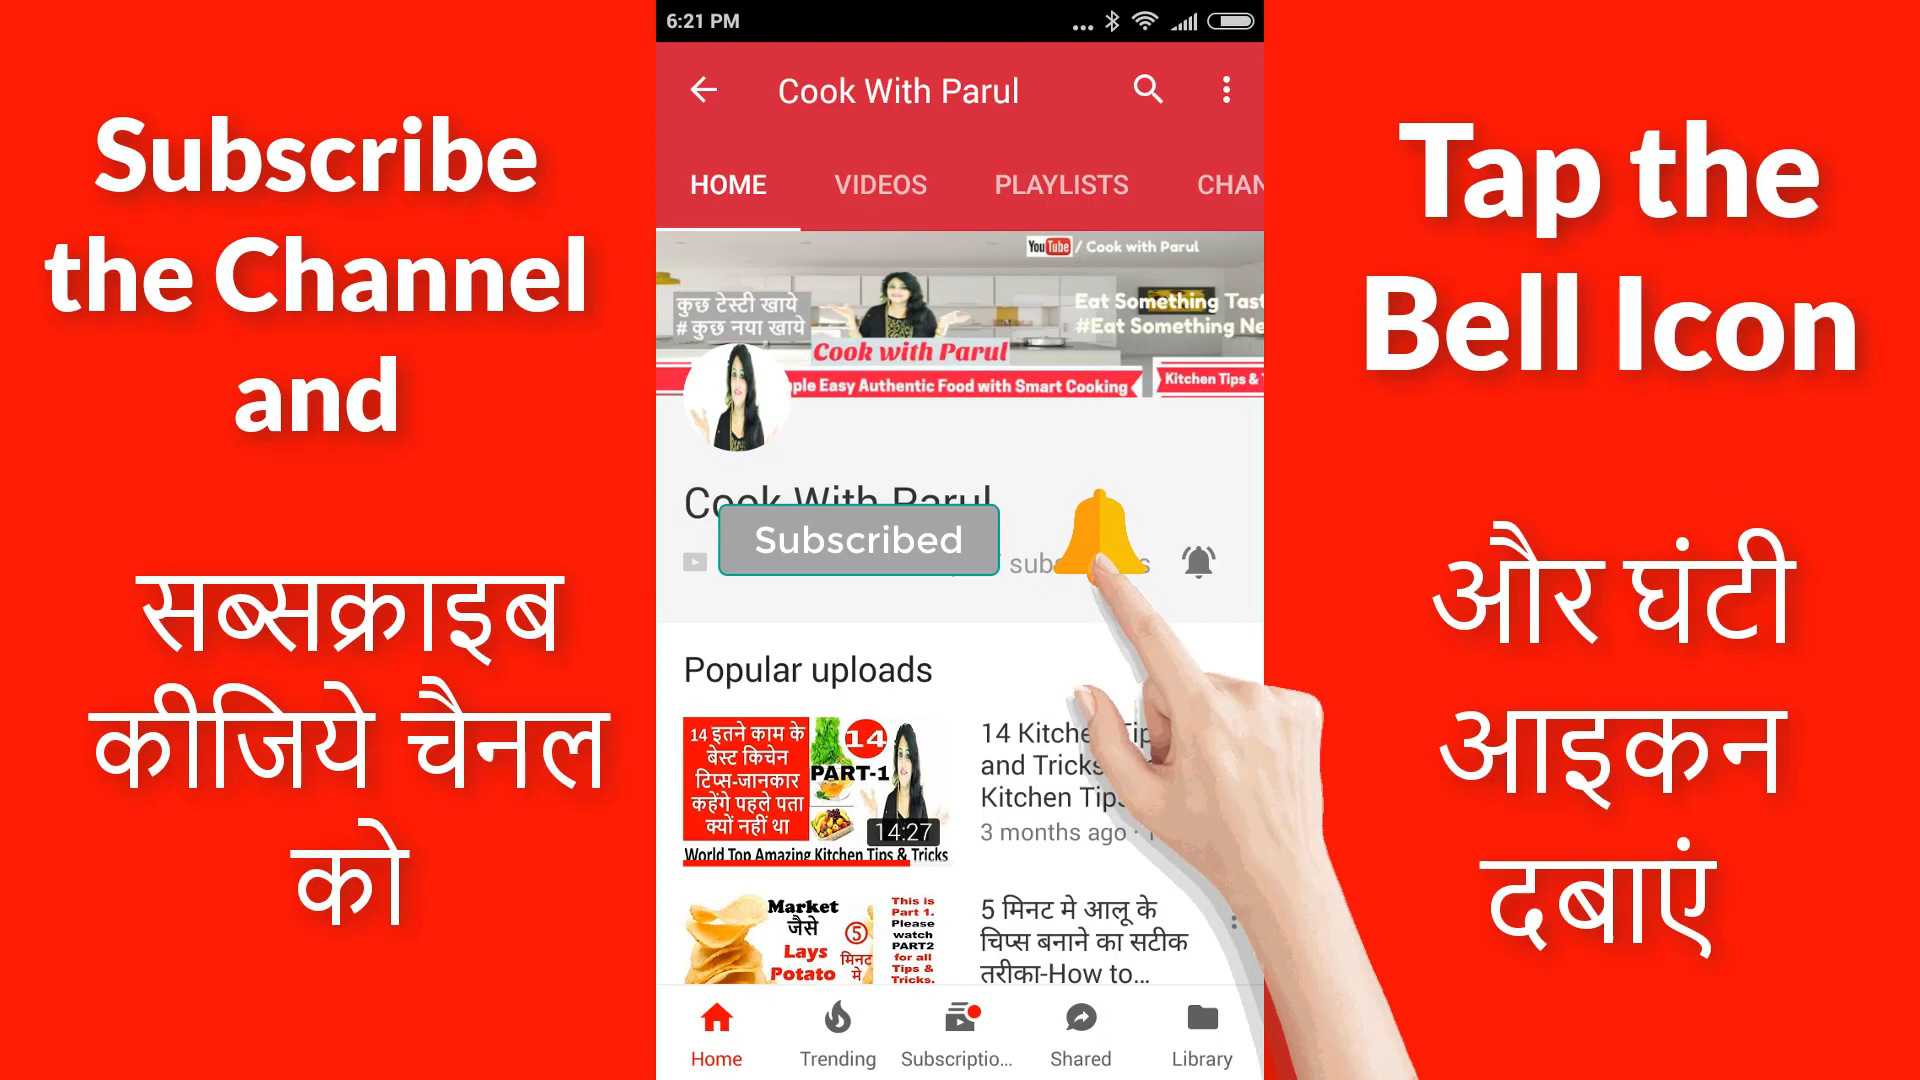 Subscribe
the Channel
and
सब्सक्राइब
कीजिये चैनल
को
6:21 PM
Cook With Parul
HOME VIDEOS PLAYLISTS CHAN
YouTube / Cook with Parul
कुछ टेस्टी खाये
# कुछ नया खाये
Eat Something Tast
#Eat Something Ne
Cook with Parul
ple Easy Authentic Food with Smart Cooking
Kitchen Tips &
Cook With Parul
Subscribed
Popular uploads
14 इतने काम के
बेस्ट किचेन
टिप्स-जानकार
कहेंगे पहले पता
क्यों नहीं था
14
PART-1
14:27
World Top Amazing Kitchen Tips & Tricks
14 Kitchen Tip
and Tricks
Kitchen Tips
3 months ago
Market
जैसे
Lays
Potato
5
मिनट
मे
This is
Part 1.
Please
watch
PART2
for all
Tips &
Tricks.
5 मिनट मे आलू के
चिप्स बनाने का सटीक
तरीका-How to...
Home Trending Subscriptio... Shared Library
Tap the
Bell Icon
और घंटी
आइकन
दबाएं